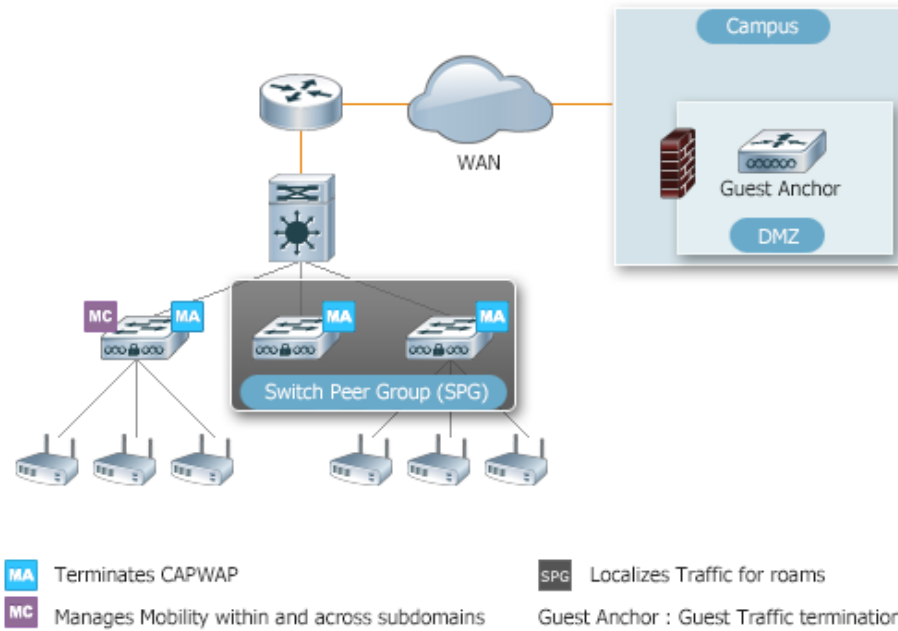 Campus
WAN
Guest Anchor
DMZ
MC
MA
MA
MA
Switch Peer Group (SPG)
MA Terminates CAPWAP
SPG Localizes Traffic for roams
MC Manages Mobility within and across subdomains
Guest Anchor : Guest Traffic termination